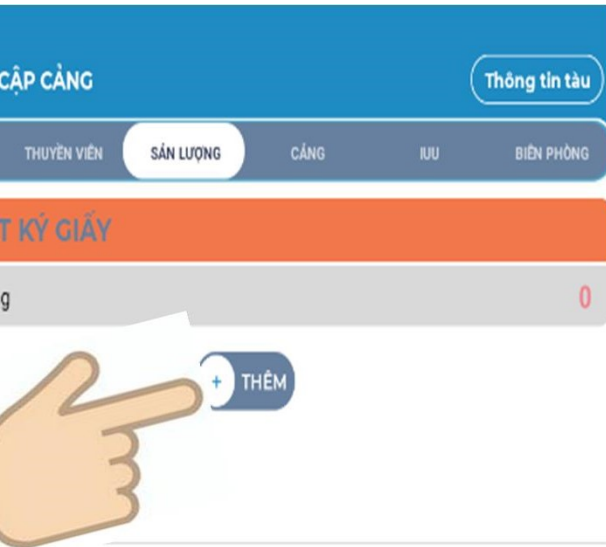 CẬP CẢNG
Thông tin tàu
THUYỀN VIÊN SẢN LƯỢNG CẢNG IUU BIÊN PHÒNG
T KÝ GIẤY
g 0
+ THÊM